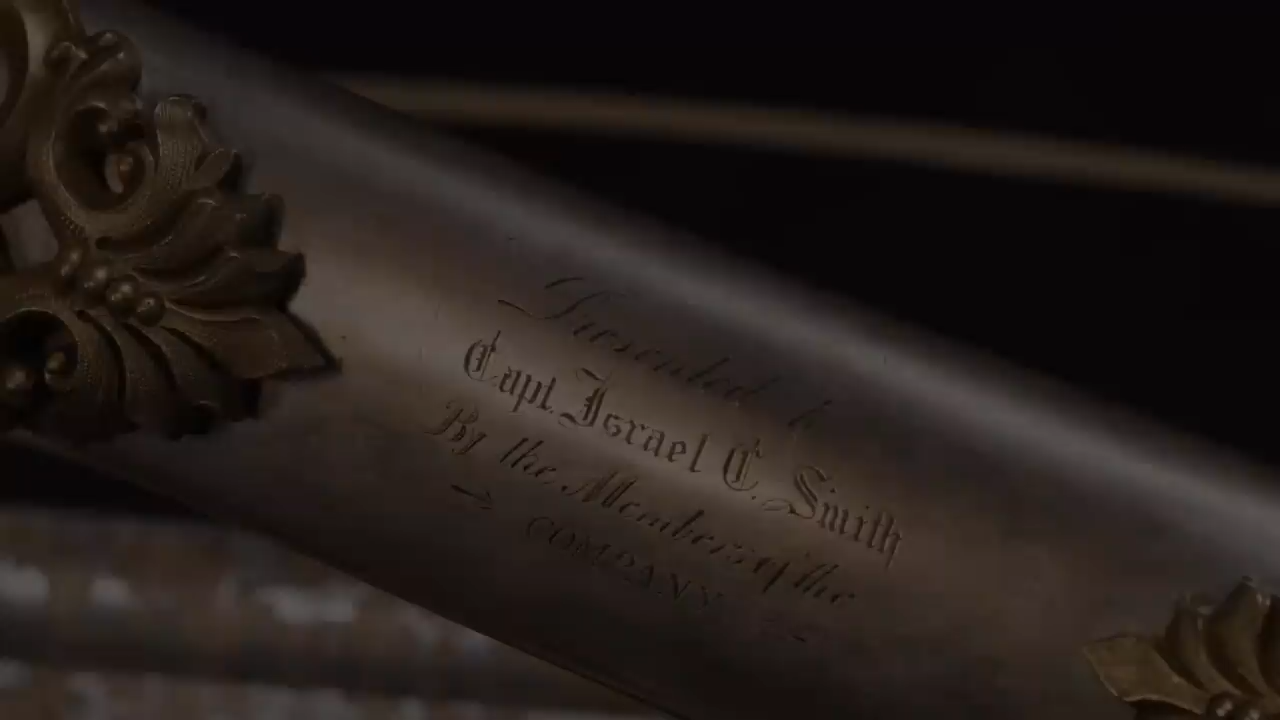 Presented to
Capt. Israel C. Smith
By the Members of the
COMPANY